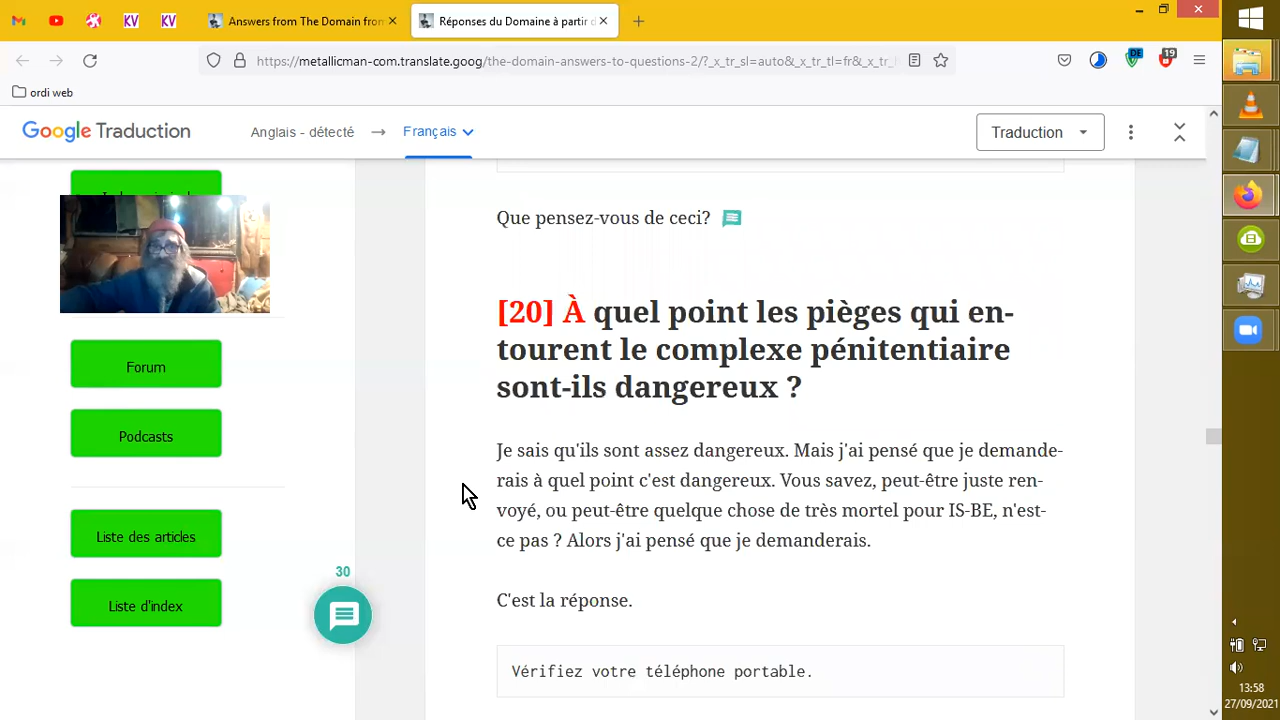 KV
KV
Answers from The Domain from
Réponses du Domaine à partir d
https://metallicman-com.translate.goog/the-domain-answers-to-questions-2/?_x_tr_sl=auto&_x_tr_tl=fr&_x_tr_
DE
19
ordi web
Google Traduction
Anglais - détecté
Français
Traduction
Que pensez-vous de ceci?
[20] À quel point les pièges qui en-
tourent le complexe pénitentiaire
sont-ils dangereux ?
Forum
Podcasts
Je sais qu'ils sont assez dangereux. Mais j'ai pensé que je demande-
rais à quel point c'est dangereux. Vous savez, peut-être juste ren-
voyé, ou peut-être quelque chose de très mortel pour IS-BE, n'est-
ce pas ? Alors j'ai pensé que je demanderais.
Liste des articles
30
Liste d'index
C'est la réponse.
Vérifiez votre téléphone portable.
13:58
27/09/2021